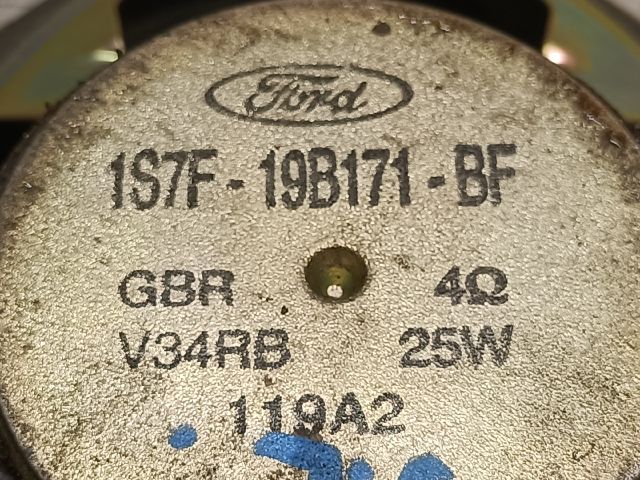 Ford
1S7F-19B171-BF
GBR 4Ω
V34RB 25W
119A2